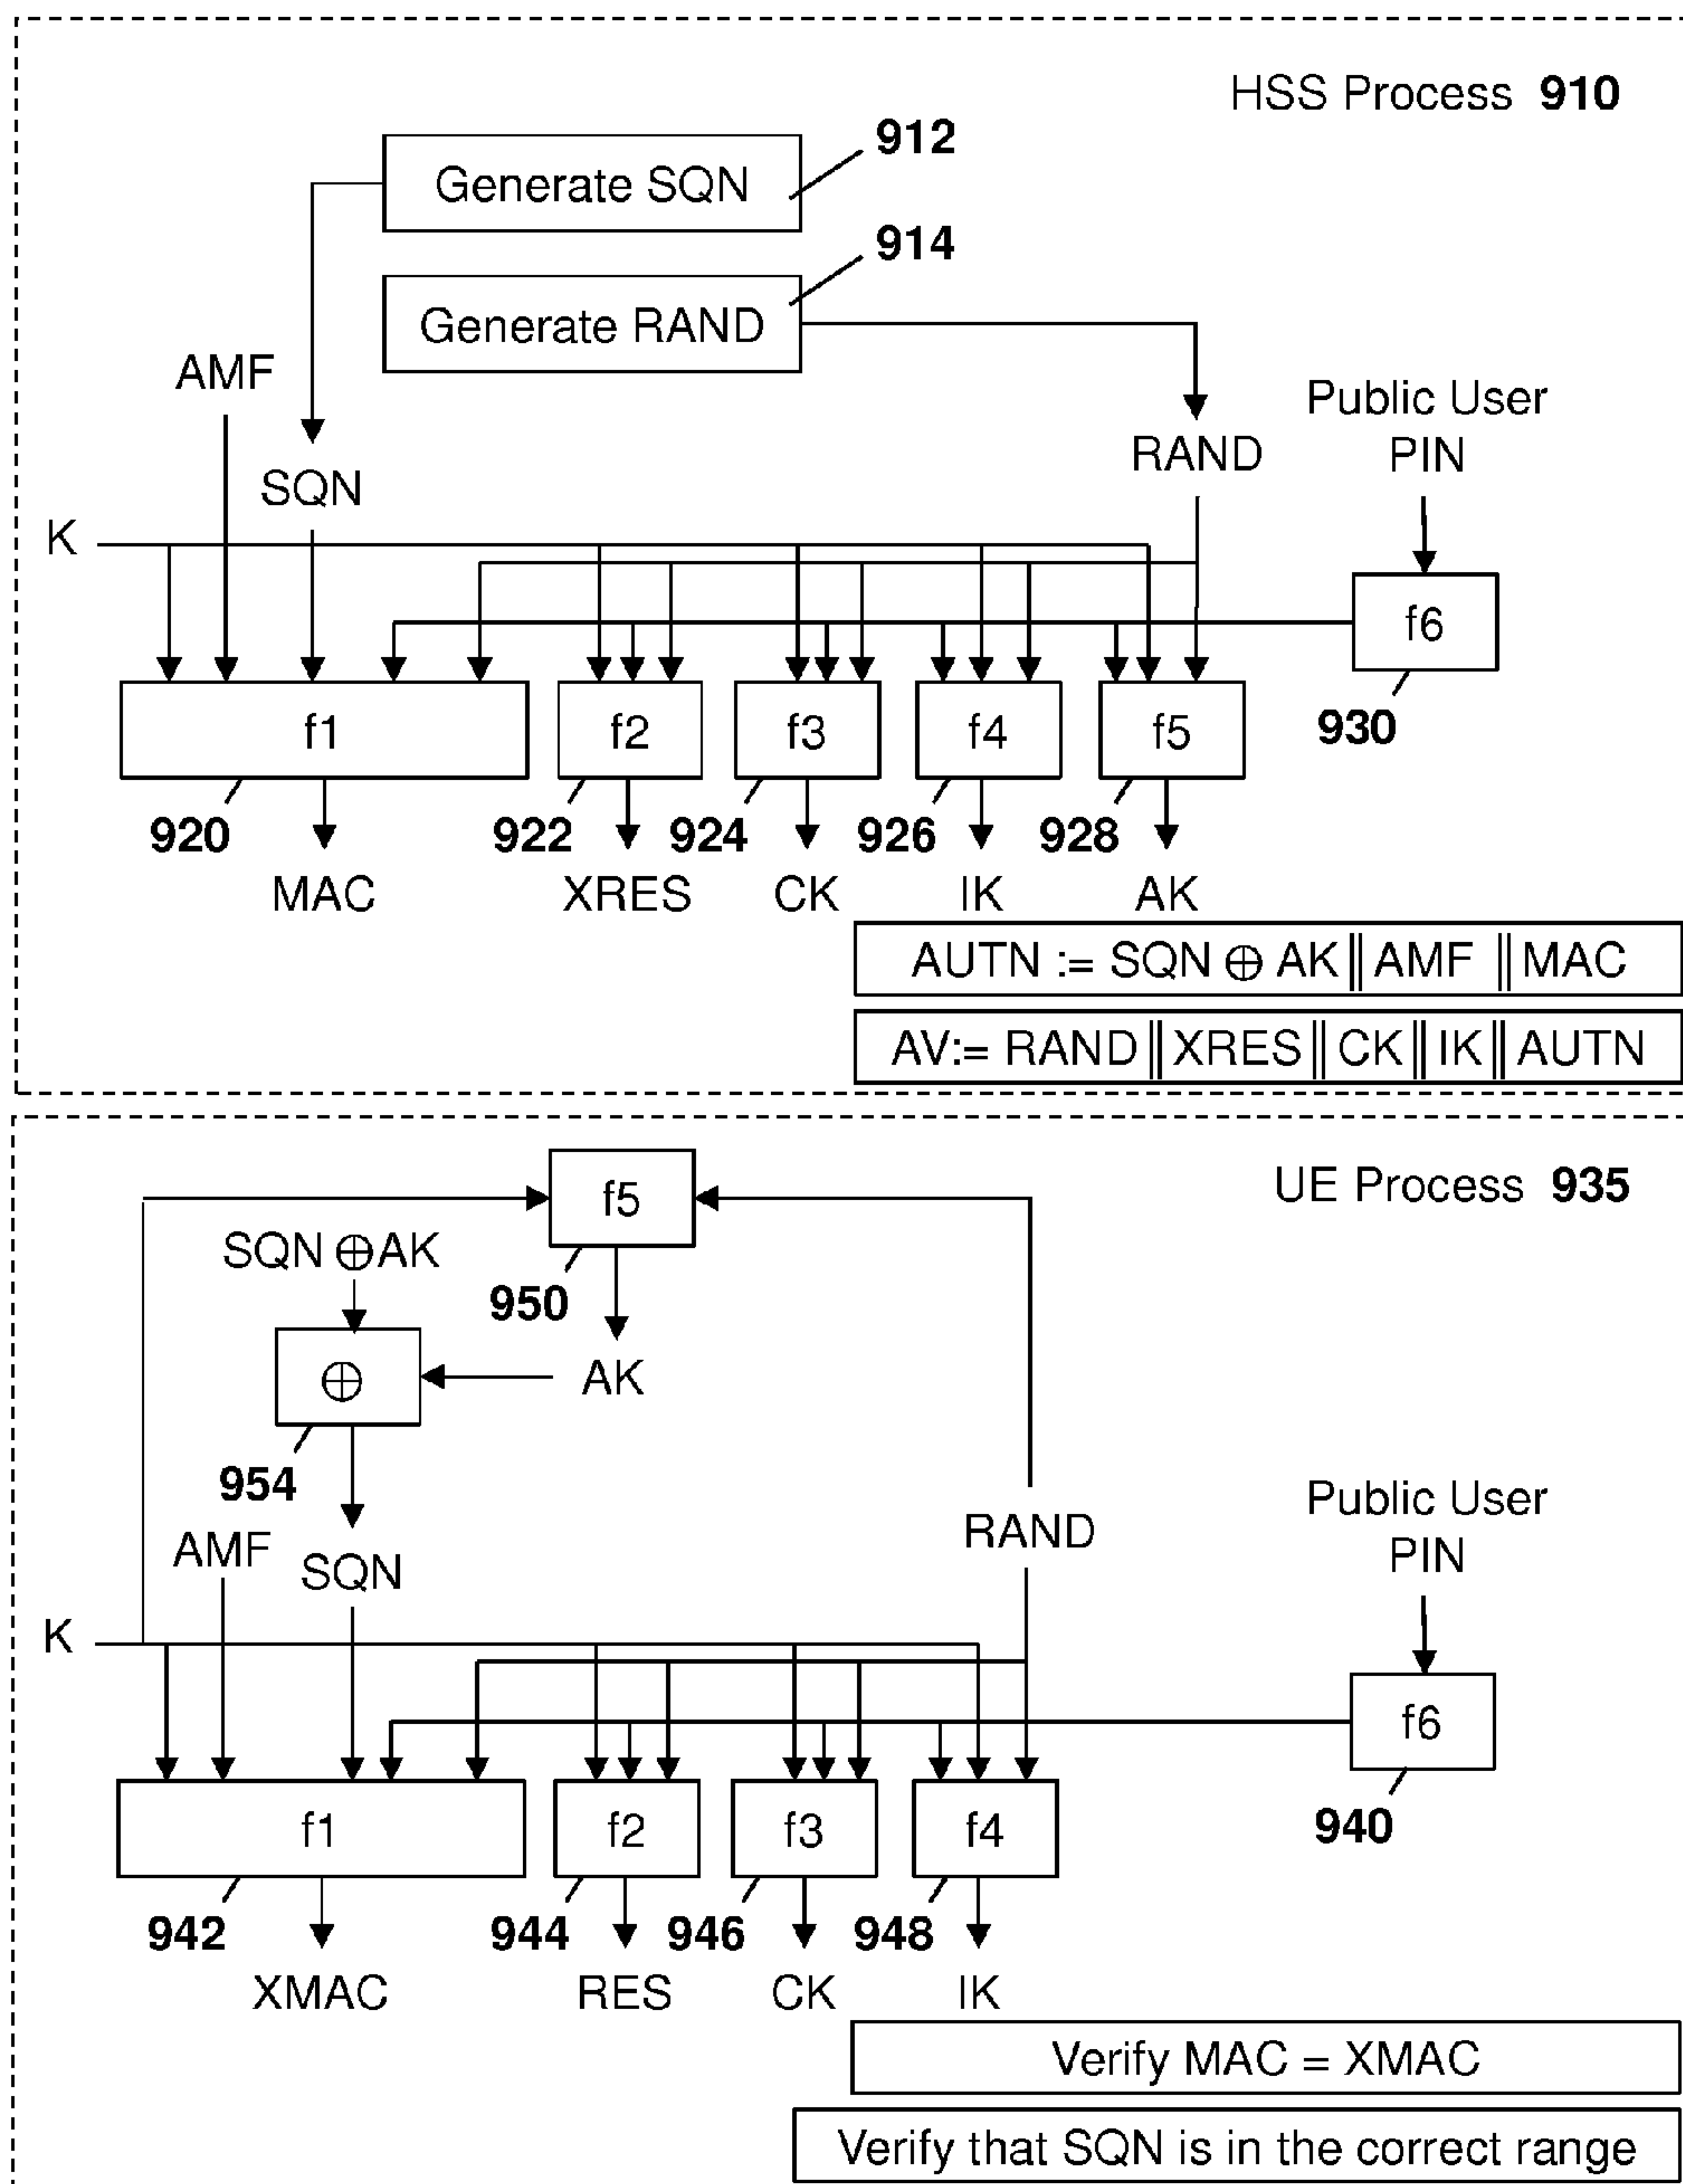 HSS Process 910
912
Generate SQN
914
Generate RAND
AMF
Public User
PIN
RAND
SQN
K
f6
f1
f2
f3
f4
f5
930
920
922
924
926
928
MAC
XRES
CK
IK
AK
AUTN := SQN ⊕ AK || AMF || MAC
AV:= RAND || XRES || CK || IK || AUTN
UE Process 935
f5
SQN ⊕ AK
950
⊕
AK
954
Public User
PIN
RAND
AMF
SQN
K
f6
f1
f2
f3
f4
940
942
944
946
948
XMAC
RES
CK
IK
Verify MAC = XMAC
Verify that SQN is in the correct range